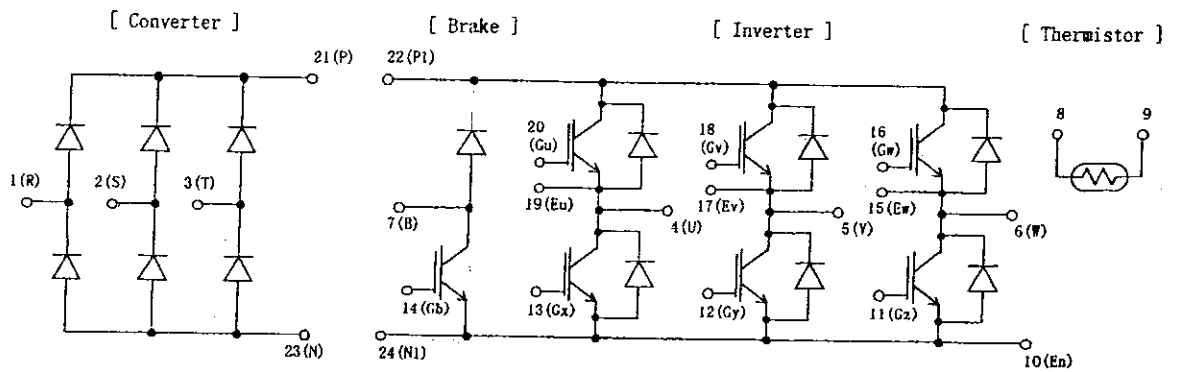 [ Converter ]
[ Brake ]
[ Inverter ]
[ Thermistor ]
21(P)
22(P1)
20
(Gu)
18
(Gv)
16
(Gw)
8
9
1(R)
2(S)
3(T)
19(Eu)
17(Ev)
15(Ew)
7(B)
4(U)
5(V)
6(W)
14(Gb)
13(Gx)
12(Gy)
11(Gz)
23(N)
24(N1)
10(En)